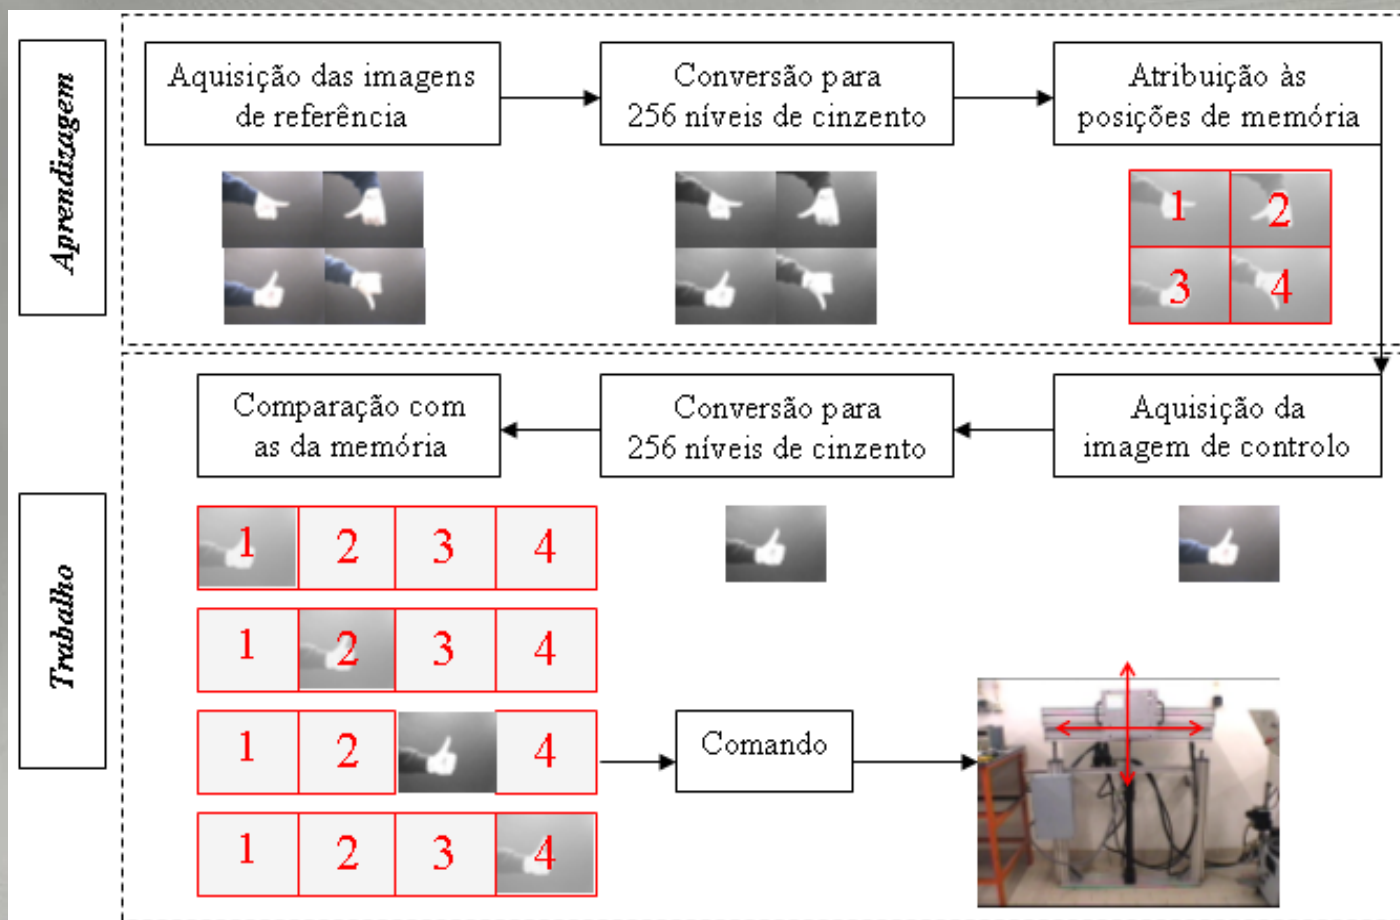 Aprendizagem
Aquisição das imagens
de referência
Conversão para
256 níveis de cinzento
Atribuição às
posições de memória
1 2
3 4
Trabalho
Comparação com
as da memória
Conversão para
256 níveis de cinzento
Aquisição da
imagem de controlo
1 2 3 4
1 2 3 4
1 2 4
Comando
1 2 3 4